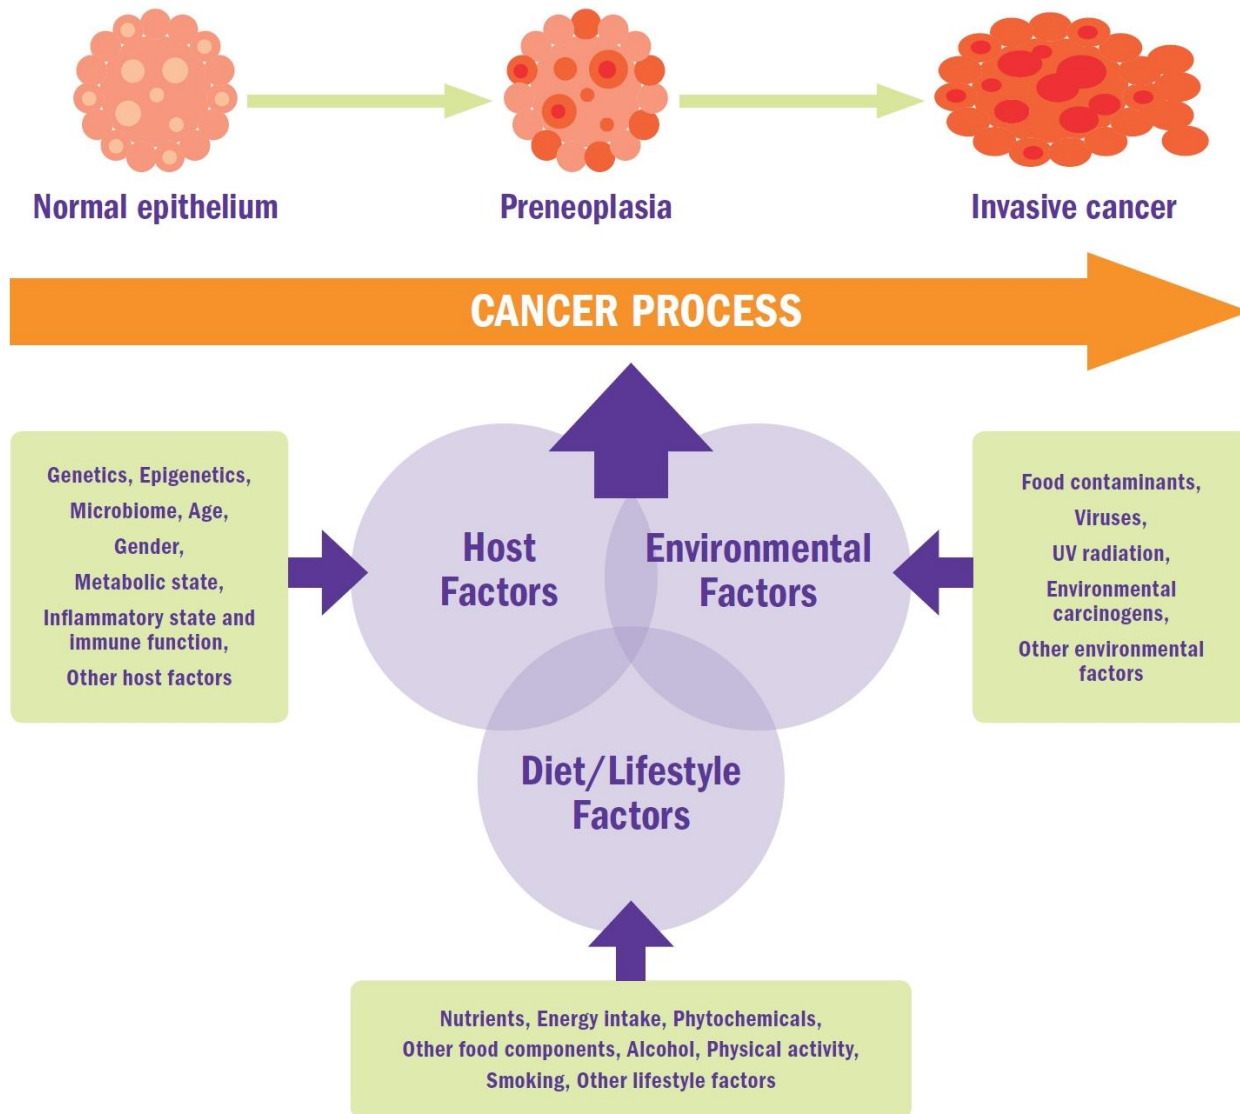 Normal epithelium
Preneoplasia
Invasive cancer
CANCER PROCESS
Genetics, Epigenetics,
Microbiome, Age,
Gender,
Metabolic state,
Inflammatory state and
immune function,
Other host factors
Host
Factors
Environmental
Factors
Food contaminants,
Viruses,
UV radiation,
Environmental
carcinogens,
Other environmental
factors
Diet/Lifestyle
Factors
Nutrients, Energy intake, Phytochemicals,
Other food components, Alcohol, Physical activity,
Smoking, Other lifestyle factors